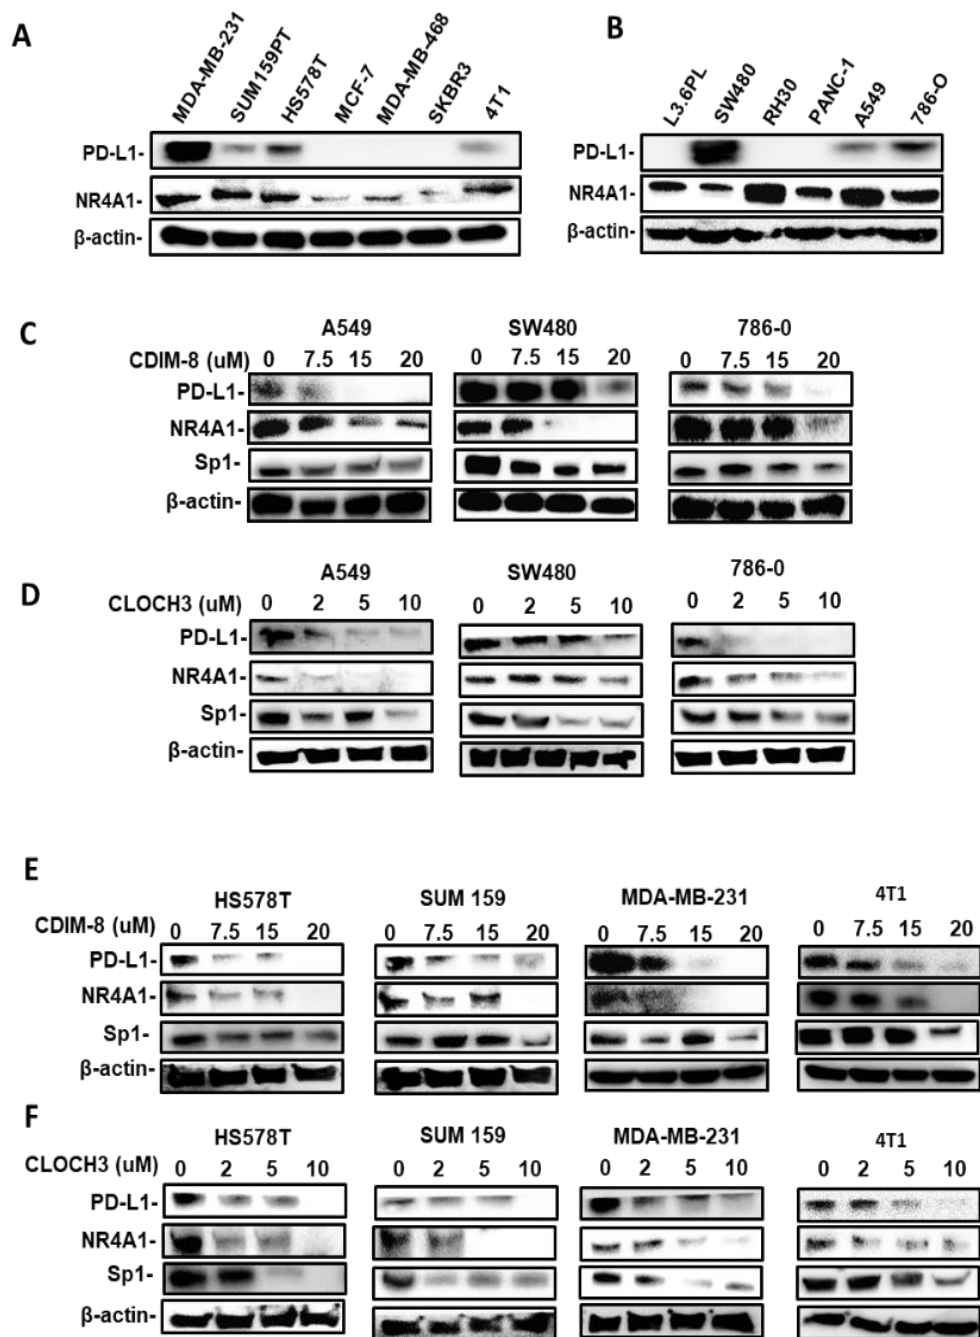 A
MDA-MB-231 SUM159PT HS578T MCF-7 MDA-MB-468 SKBR3 4T1
PD-L1-
NR4A1-
β-actin-
B
L3.6PL SW480 RH30 PANC-1 A549 786-O
PD-L1-
NR4A1-
β-actin-
C
A549 SW480 786-0
CDIM-8 (uM) 0 7.5 15 20 0 7.5 15 20 0 7.5 15 20
PD-L1-
NR4A1-
Sp1-
β-actin-
D
A549 SW480 786-0
CLOCH3 (uM) 0 2 5 10 0 2 5 10 0 2 5 10
PD-L1-
NR4A1-
Sp1-
β-actin-
E
HS578T SUM 159 MDA-MB-231 4T1
CDIM-8 (uM) 0 7.5 15 20 0 7.5 15 20 0 7.5 15 20 0 7.5 15 20
PD-L1-
NR4A1-
Sp1-
β-actin-
F
HS578T SUM 159 MDA-MB-231 4T1
CLOCH3 (uM) 0 2 5 10 0 2 5 10 0 2 5 10 0 2 5 10
PD-L1-
NR4A1-
Sp1-
β-actin-